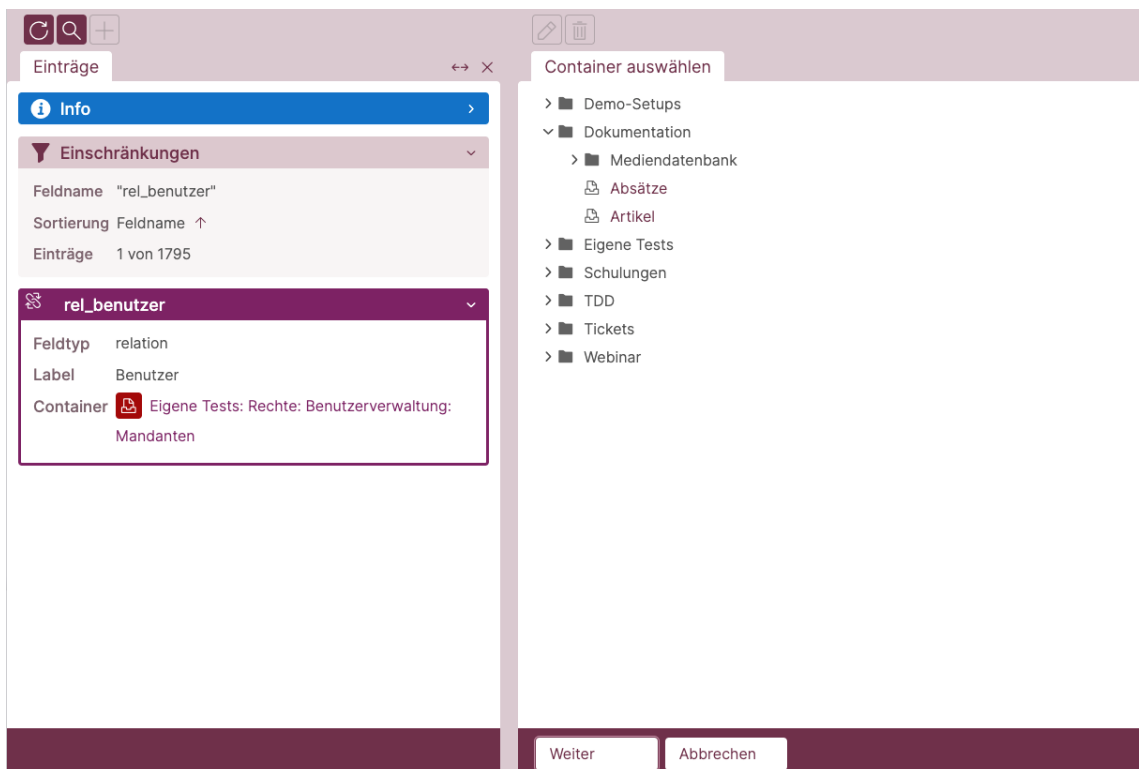 Einträge
Info
Einschränkungen
Feldname "rel_benutzer"
Sortierung Feldname ↑
Einträge 1 von 1795
rel_benutzer
Feldtyp relation
Label Benutzer
Container Eigene Tests: Rechte: Benutzerverwaltung:
Mandanten
Container auswählen
Demo-Setups
Dokumentation
Mediendatenbank
Absätze
Artikel
Eigene Tests
Schulungen
TDD
Tickets
Webinar
Weiter Abbrechen